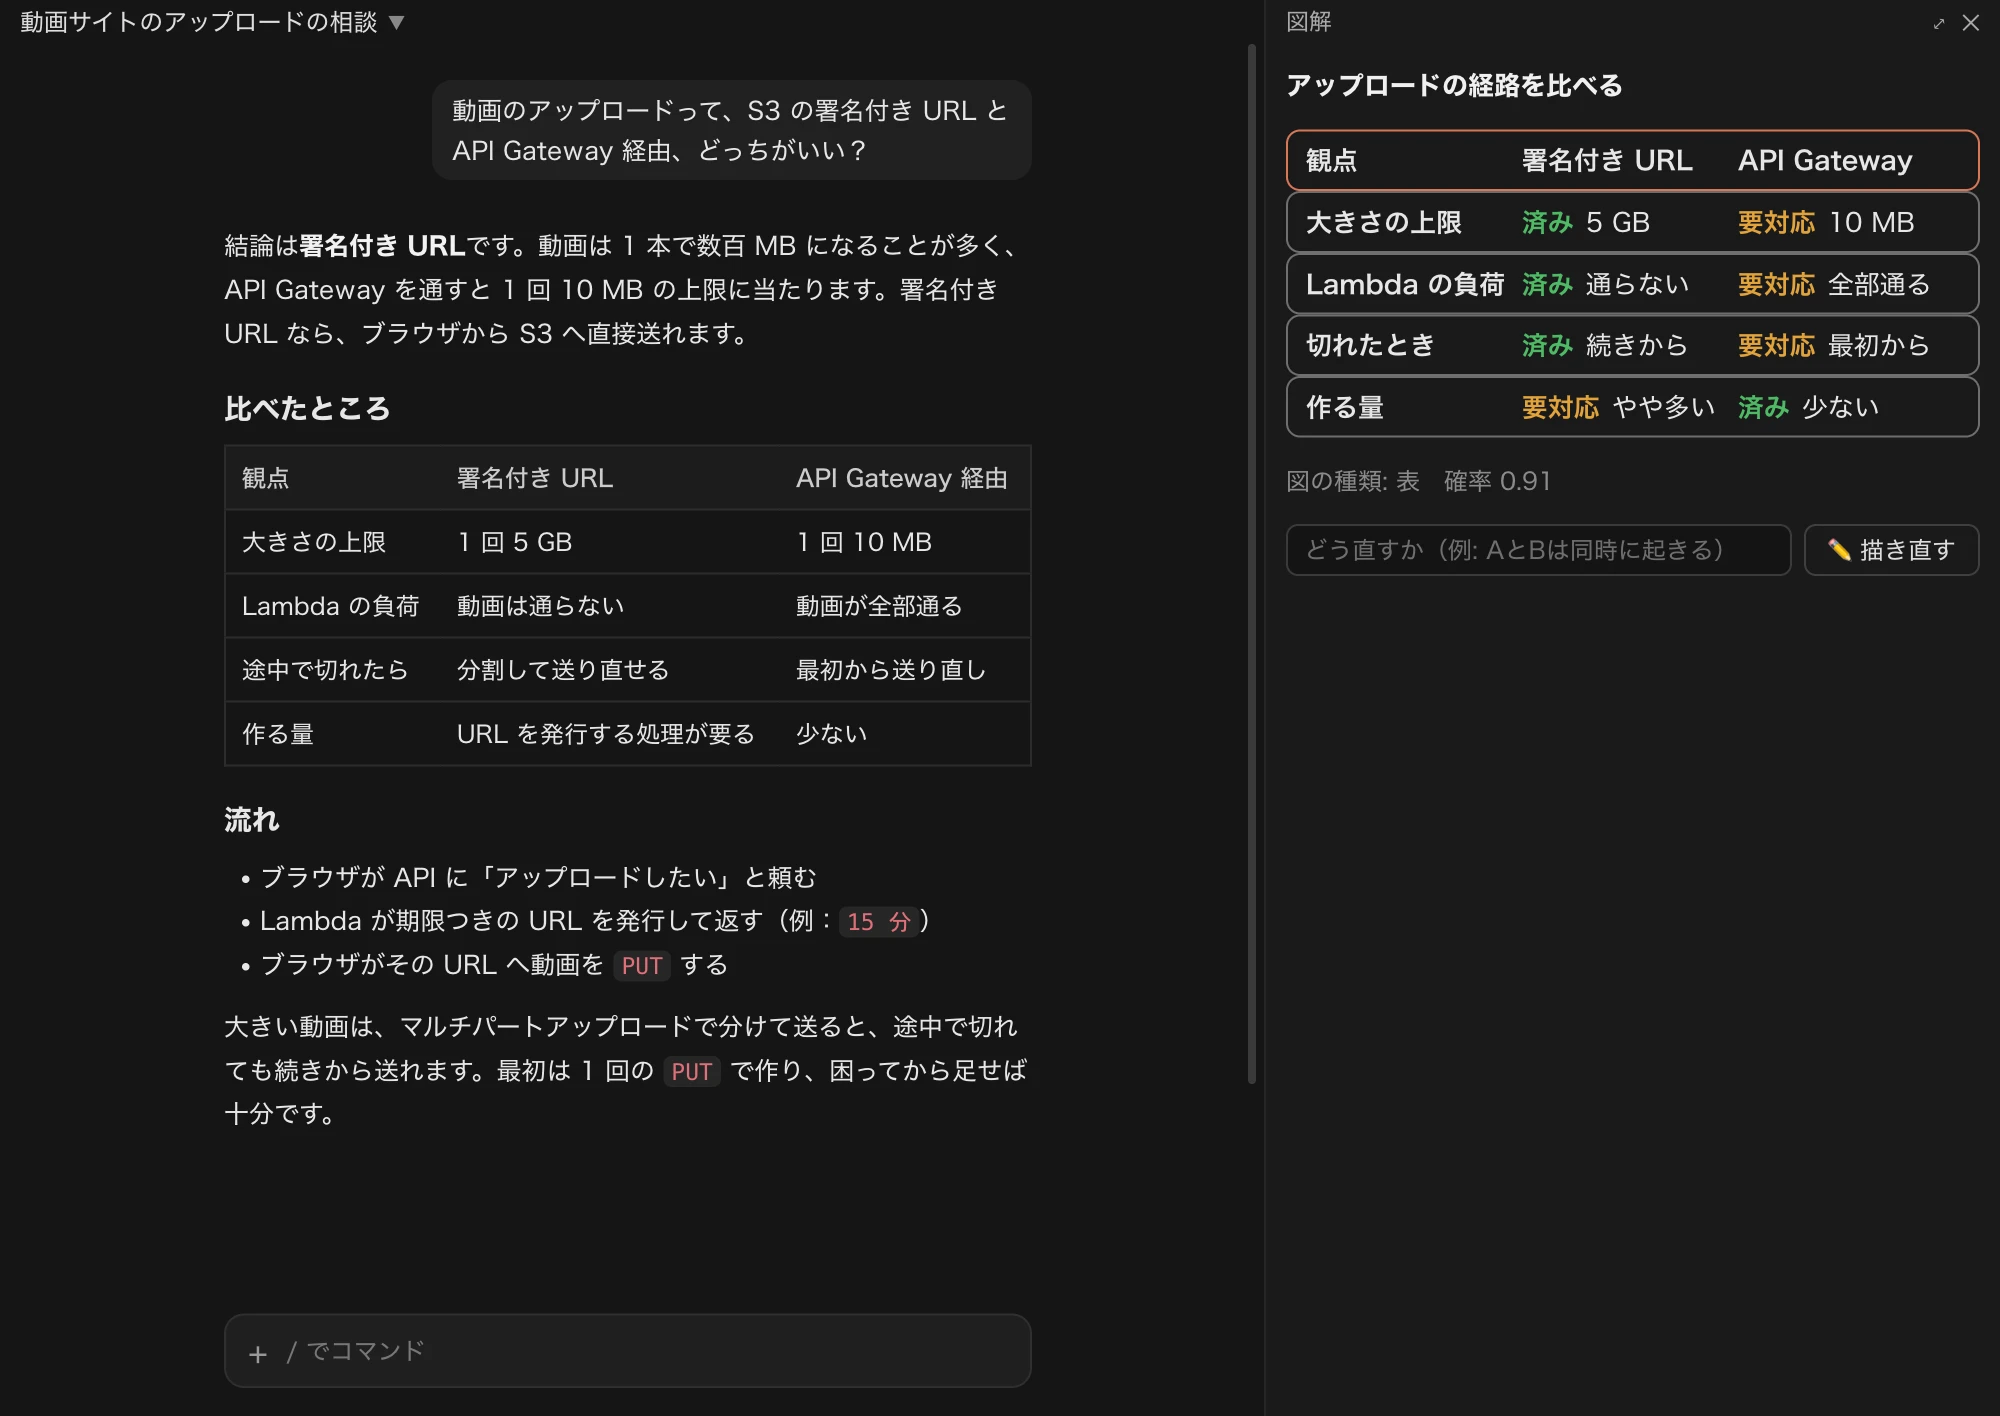 動画サイトのアップロードの相談 ▼
動画のアップロードって、S3 の署名付き URL と
API Gateway 経由、どっちがいい？
結論は署名付き URLです。動画は 1 本で数百 MB になることが多く、
API Gateway を通すと 1 回 10 MB の上限に当たります。署名付き
URL なら、ブラウザから S3 へ直接送れます。
比べたところ
観点 署名付き URL API Gateway 経由
大きさの上限 1 回 5 GB 1 回 10 MB
Lambda の負荷 動画は通らない 動画が全部通る
途中で切れたら 分割して送り直せる 最初から送り直し
作る量 URL を発行する処理が要る 少ない
流れ
• ブラウザが API に「アップロードしたい」と頼む
• Lambda が期限つきの URL を発行して返す（例：15 分）
• ブラウザがその URL へ動画を PUT する
大きい動画は、マルチパートアップロードで分けて送ると、途中で切れ
ても続きから送れます。最初は 1 回の PUT で作り、困ってから足せば
十分です。
+ / でコマンド
図解
アップロードの経路を比べる
観点 署名付き URL API Gateway
大きさの上限 済み 5 GB 要対応 10 MB
Lambda の負荷 済み 通らない 要対応 全部通る
切れたとき 済み 続きから 要対応 最初から
作る量 要対応 やや多い 済み 少ない
図の種類: 表 確率 0.91
どう直すか（例: AとBは同時に起きる） ✏️ 描き直す